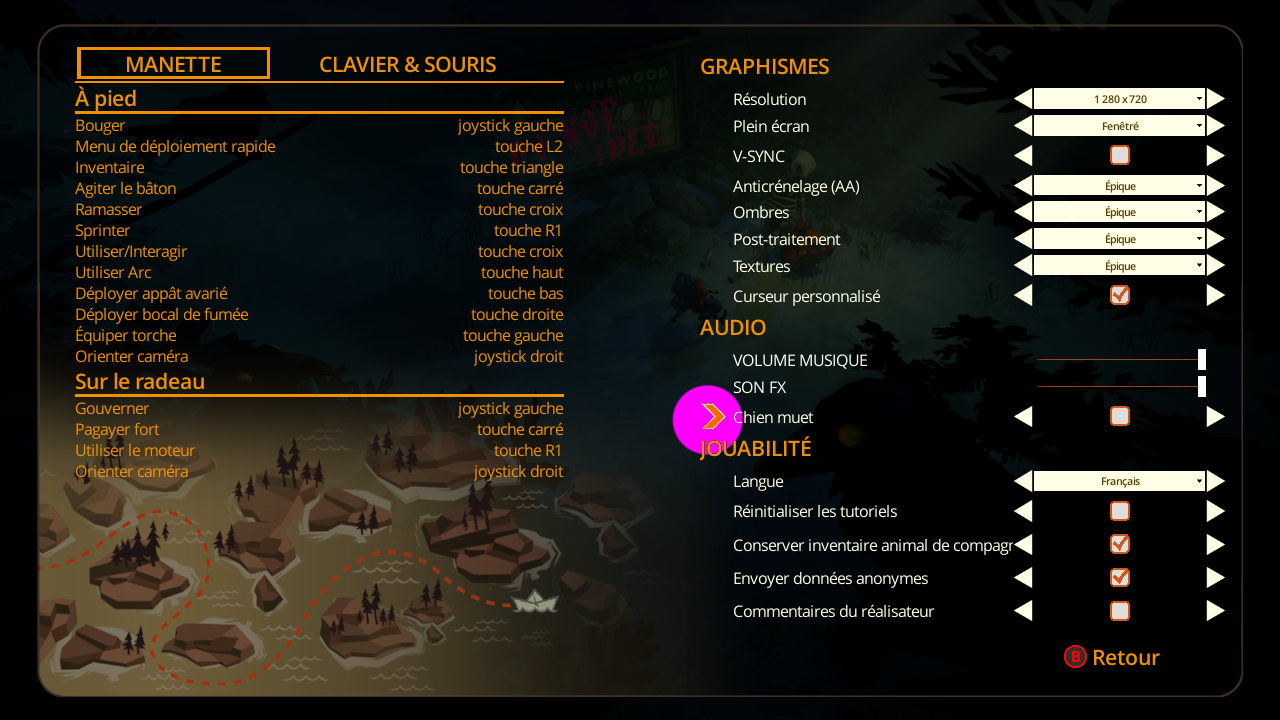 MANETTE
CLAVIER & SOURIS
À pied
Bouger joystick gauche
Menu de déploiement rapide touche L2
Inventaire touche triangle
Agiter le bâton touche carré
Ramasser touche croix
Sprinter touche R1
Utiliser/Interagir touche croix
Utiliser Arc touche haut
Déployer appât avarié touche bas
Déployer bocal de fumée touche droite
Équiper torche touche gauche
Orienter caméra joystick droit
Sur le radeau
Gouverner joystick gauche
Pagayer fort touche carré
Utiliser le moteur touche R1
Orienter caméra joystick droit
GRAPHISMES
Résolution 1 280 x 720
Plein écran Fenêtré
V-SYNC
Anticrénelage (AA) Épique
Ombres Épique
Post-traitement Épique
Textures Épique
Curseur personnalisé
AUDIO
VOLUME MUSIQUE
SON FX
Chien muet
JOUABILITÉ
Langue Français
Réinitialiser les tutoriels
Conserver inventaire animal de compagn
Envoyer données anonymes
Commentaires du réalisateur
B Retour
PINEWOOD